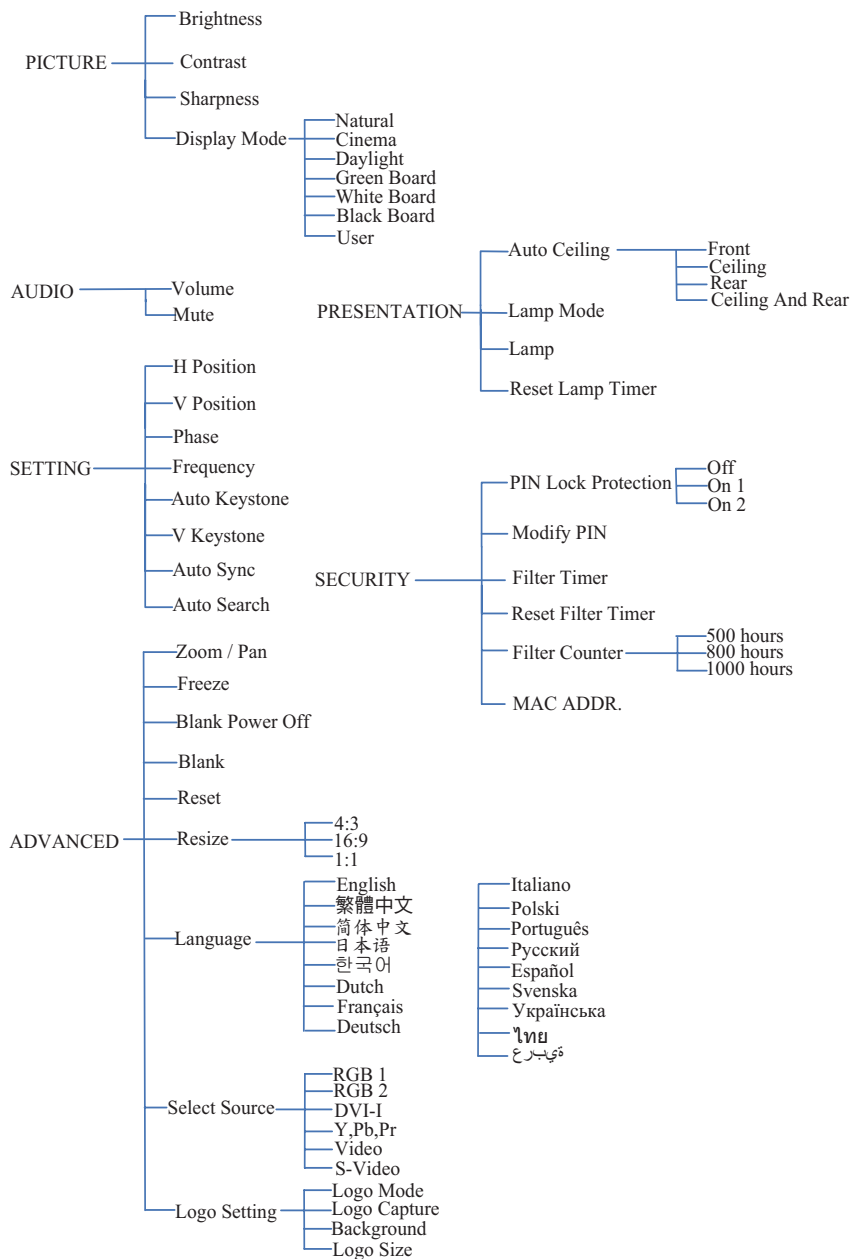 PICTURE
Brightness
Contrast
Sharpness
Display Mode
Natural
Cinema
Daylight
Green Board
White Board
Black Board
User
AUDIO
Volume
Mute
PRESENTATION
Auto Ceiling
Front
Ceiling
Rear
Ceiling And Rear
Lamp Mode
Lamp
Reset Lamp Timer
SETTING
H Position
V Position
Phase
Frequency
Auto Keystone
V Keystone
Auto Sync
Auto Search
SECURITY
PIN Lock Protection
Off
On 1
On 2
Modify PIN
Filter Timer
Reset Filter Timer
Filter Counter
500 hours
800 hours
1000 hours
MAC ADDR.
ADVANCED
Zoom / Pan
Freeze
Blank Power Off
Blank
Reset
Resize
4:3
16:9
1:1
Language
English
繁體中文
简体中文
日本语
한국어
Dutch
Français
Deutsch
Italiano
Polski
Português
Русский
Español
Svenska
Українська
ไทย
ةيبرع
Select Source
RGB 1
RGB 2
DVI-I
Y,Pb,Pr
Video
S-Video
Logo Setting
Logo Mode
Logo Capture
Background
Logo Size